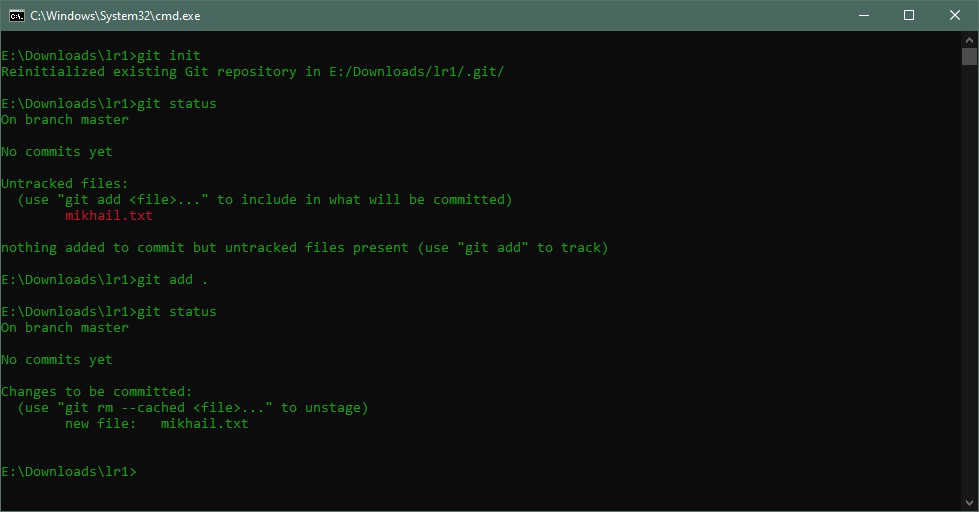 C:\Windows\System32\cmd.exe
E:\Downloads\lr1>git init
Reinitialized existing Git repository in E:/Downloads/lr1/.git/
E:\Downloads\lr1>git status
On branch master
No commits yet
Untracked files:
  (use "git add <file>..." to include in what will be committed)
        mikhail.txt
nothing added to commit but untracked files present (use "git add" to track)
E:\Downloads\lr1>git add .
E:\Downloads\lr1>git status
On branch master
No commits yet
Changes to be committed:
  (use "git rm --cached <file>..." to unstage)
        new file:   mikhail.txt
E:\Downloads\lr1>